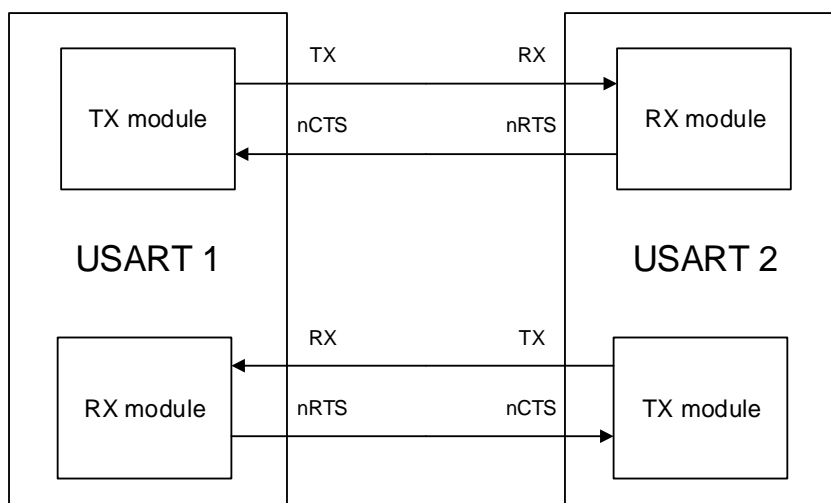 TX RX
TX module RX module
nCTS nRTS
USART 1 USART 2
RX TX
RX module TX module
nRTS nCTS